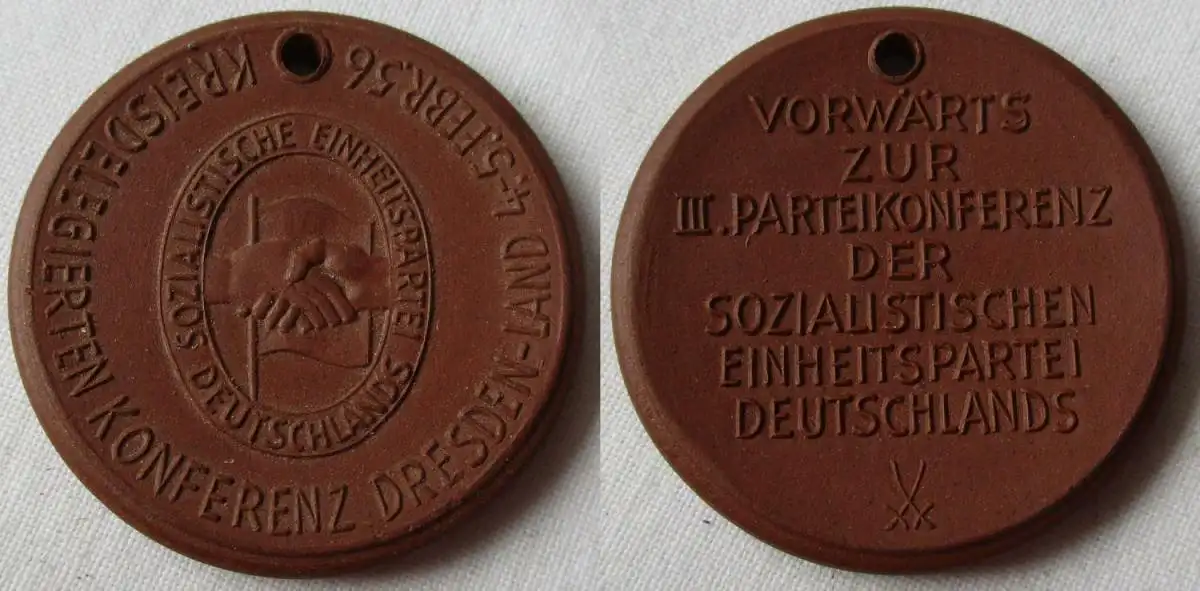 KREISDELEGIERTEN KONFERENZ DRESDEN-LAND 4.-5.FEBR.56
SOZIALISTISCHE EINHEITSPARTEI DEUTSCHLANDS
VORWÄRTS
ZUR
III.PARTEIKONFERENZ
DER
SOZIALISTISCHEN
EINHEITSPARTEI
DEUTSCHLANDS